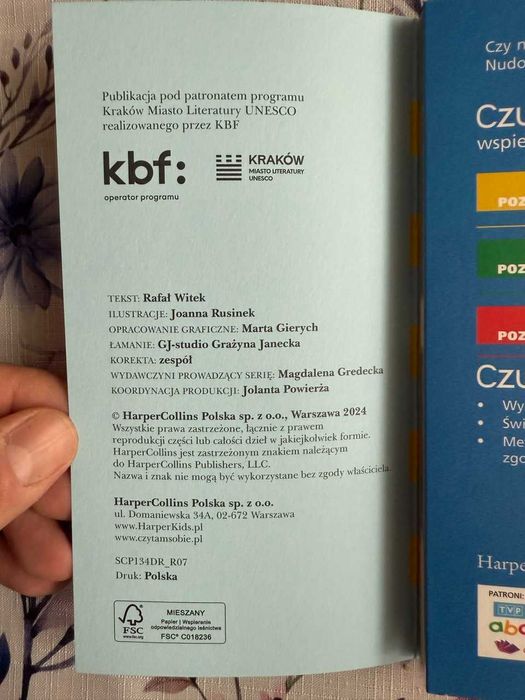 Publikacja pod patronatem programu
Kraków Miasto Literatury UNESCO
realizowanego przez KBF
kbf:
operator programu
KRAKÓW
MIASTO LITERATURY
UNESCO
TEKST: Rafał Witek
ILUSTRACJE: Joanna Rusinek
OPRACOWANIE GRAFICZNE: Marta Gierych
ŁAMANIE: GJ-studio Grażyna Janecka
KOREKTA: zespół
WYDAWCZYNI PROWADZĄCY SERIĘ: Magdalena Gredecka
KOORDYNACJA PRODUKCJI: Jolanta Powierża
© HarperCollins Polska sp. z o.o., Warszawa 2024
Wszystkie prawa zastrzeżone, łącznie z prawem
reprodukcji części lub całości dzieł w jakiejkolwiek formie.
HarperCollins jest zastrzeżonym znakiem należącym
do HarperCollins Publishers, LLC.
Nazwa i znak nie mogą być wykorzystane bez zgody właściciela.
HarperCollins Polska sp. z o.o.
ul. Domaniewska 34A, 02-672 Warszawa
www.HarperKids.pl
www.czytamsobie.pl
SCP134DR_R07
Druk: Polska
FSC
www.fsc.org
MIESZANY
Papier | Wspieranie
odpowiedzialnego leśnictwa
FSC® C018236
Czy n
Nudo
Czu
wspie
POZ
POZ
POZ
Czu
• Wy
• Świ
• Me
zgo
Harpe
PATRONI:
TVP
abc